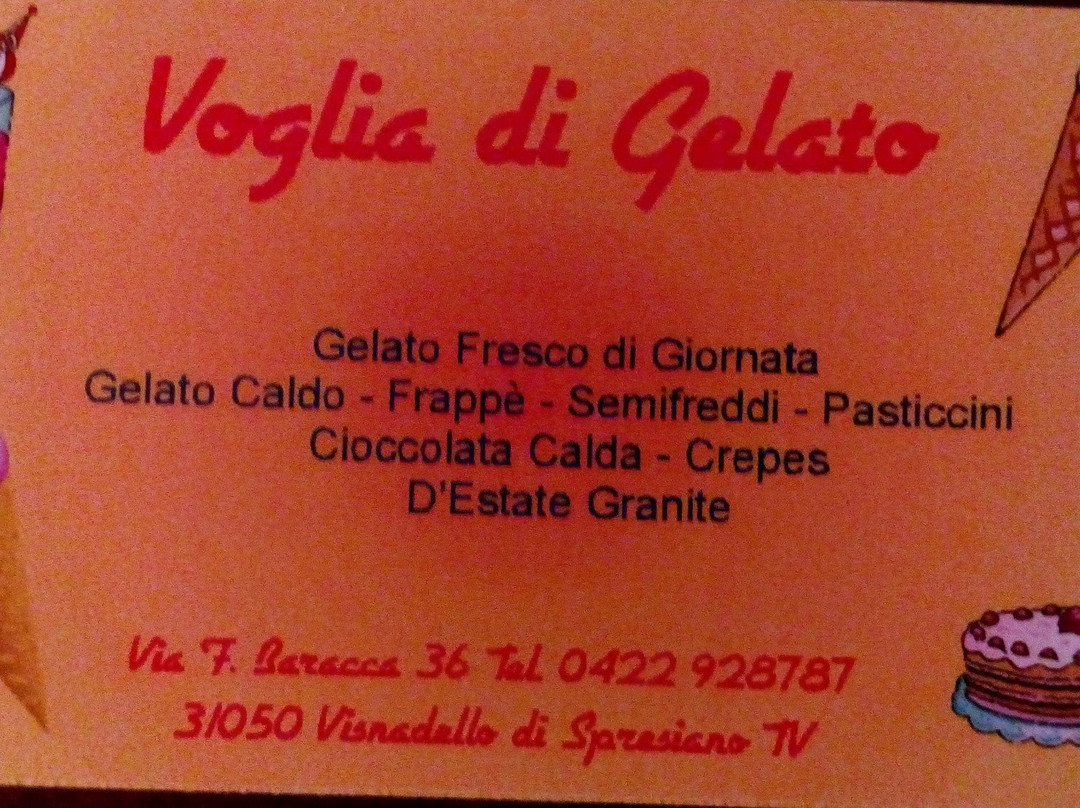 Voglia di Gelato
Gelato Fresco di Giornata
Gelato Caldo - Frappè - Semifreddi - Pasticcini
Cioccolata Calda - Crepes
D'Estate Granite
Via F. Baracca 36 Tel. 0422 928787
31050 Visnadello di Spresiano TV